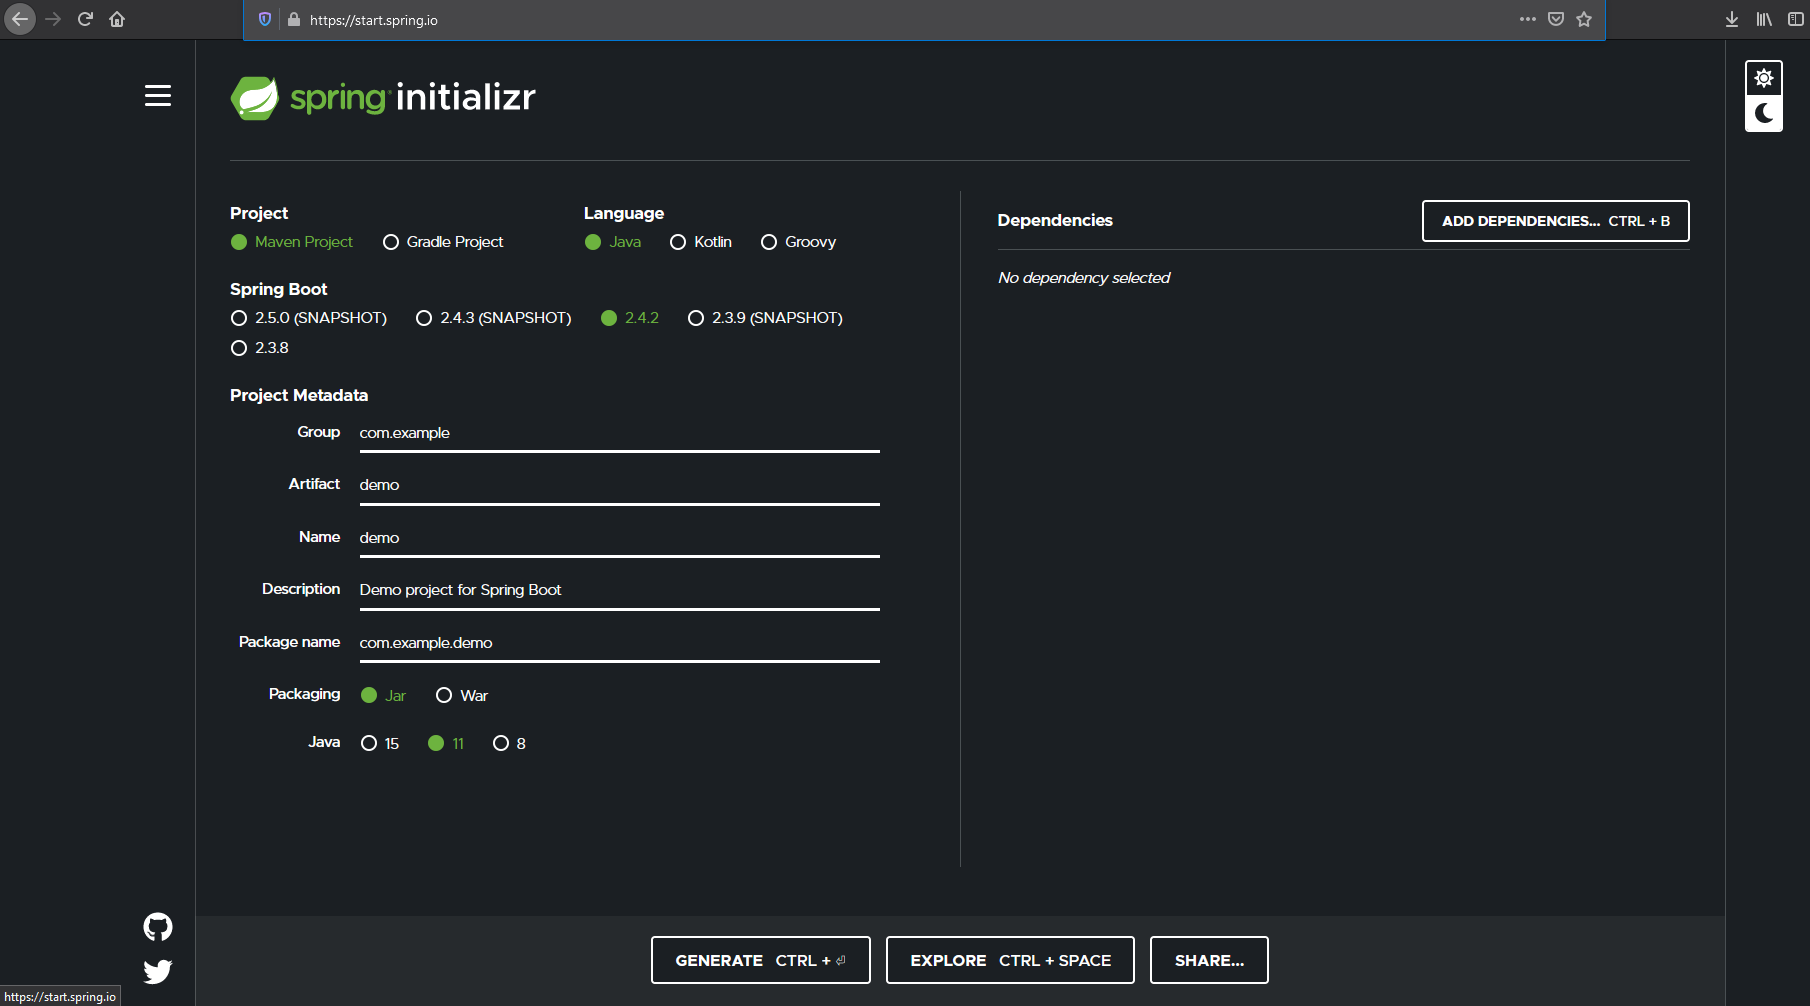 https://start.spring.io
spring initializr
Project
Language
Maven Project Gradle Project
Java Kotlin Groovy
Spring Boot
2.5.0 (SNAPSHOT) 2.4.3 (SNAPSHOT) 2.4.2 2.3.9 (SNAPSHOT)
2.3.8
Project Metadata
Group com.example
Artifact demo
Name demo
Description Demo project for Spring Boot
Package name com.example.demo
Packaging Jar War
Java 15 11 8
Dependencies
ADD DEPENDENCIES... CTRL + B
No dependency selected
GENERATE CTRL + ⏎
EXPLORE CTRL + SPACE
SHARE...
https://start.spring.io